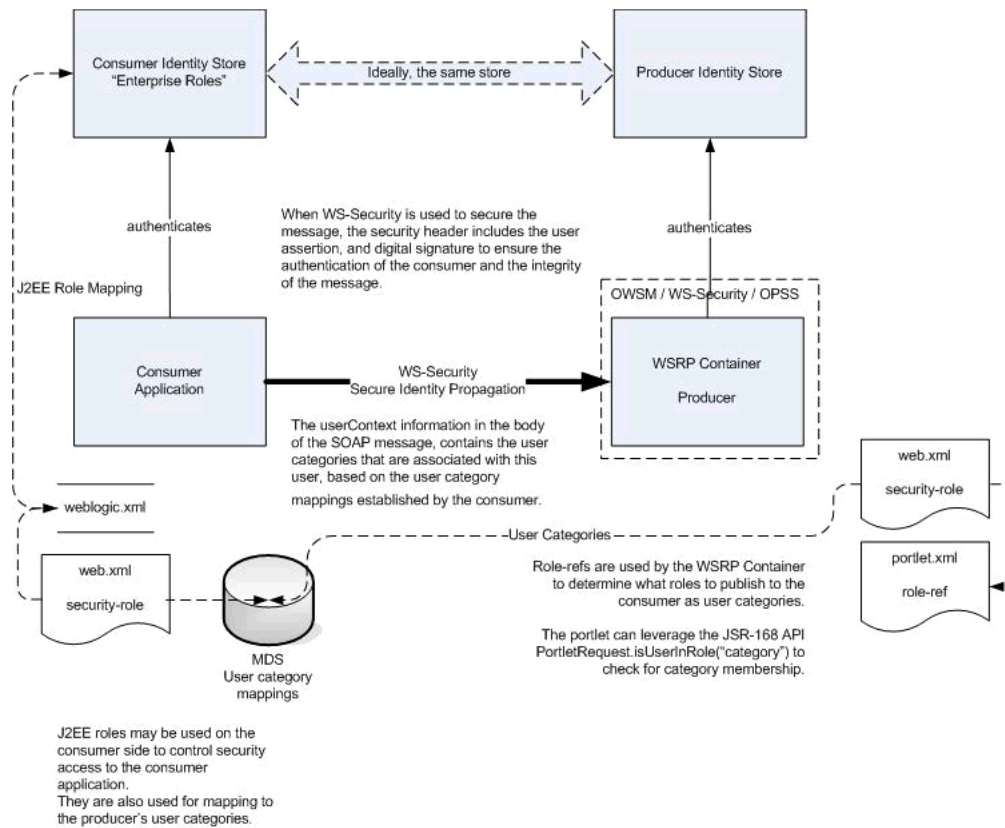 Consumer Identity Store
“Enterprise Roles”
Ideally, the same store
Producer Identity Store
authenticates
authenticates
When WS-Security is used to secure the
message, the security header includes the user
assertion, and digital signature to ensure the
authentication of the consumer and the integrity
of the message.
J2EE Role Mapping
OWSM / WS-Security / OPSS
Consumer
Application
WS-Security
Secure Identity Propagation
WSRP Container
Producer
The userContext information in the body
of the SOAP message, contains the user
categories that are associated with this
user, based on the user category
mappings established by the consumer.
web.xml
security-role
weblogic.xml
User Categories
web.xml
security-role
Role-refs are used by the WSRP Container
to determine what roles to publish to the
consumer as user categories.
portlet.xml
role-ref
The portlet can leverage the JSR-168 API
PortletRequest.isUserInRole(“category”) to
check for category membership.
MDS
User category
mappings
J2EE roles may be used on the
consumer side to control security
access to the consumer
application.
They are also used for mapping to
the producer’s user categories.